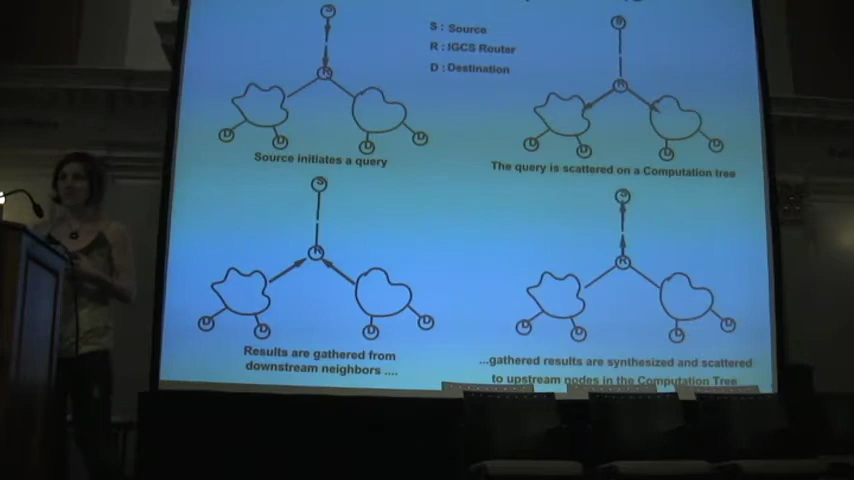 S
S : Source
R : IGCS Router
D : Destination
R
D
D
D
D
Source initiates a query
S
R
D
D
D
D
The query is scattered on a Computation tree
S
R
D
D
D
D
Results are gathered from
downstream neighbors ....
S
R
D
D
D
D
...gathered results are synthesized and scattered
to upstream nodes in the Computation Tree